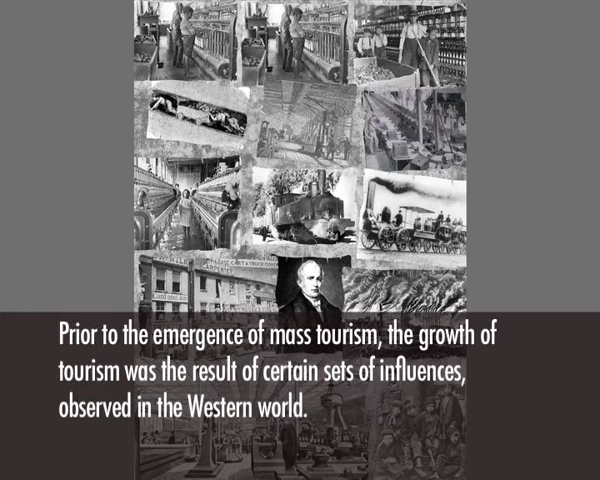 Prior to the emergence of mass tourism, the growth of
tourism was the result of certain sets of influences,
observed in the Western world.